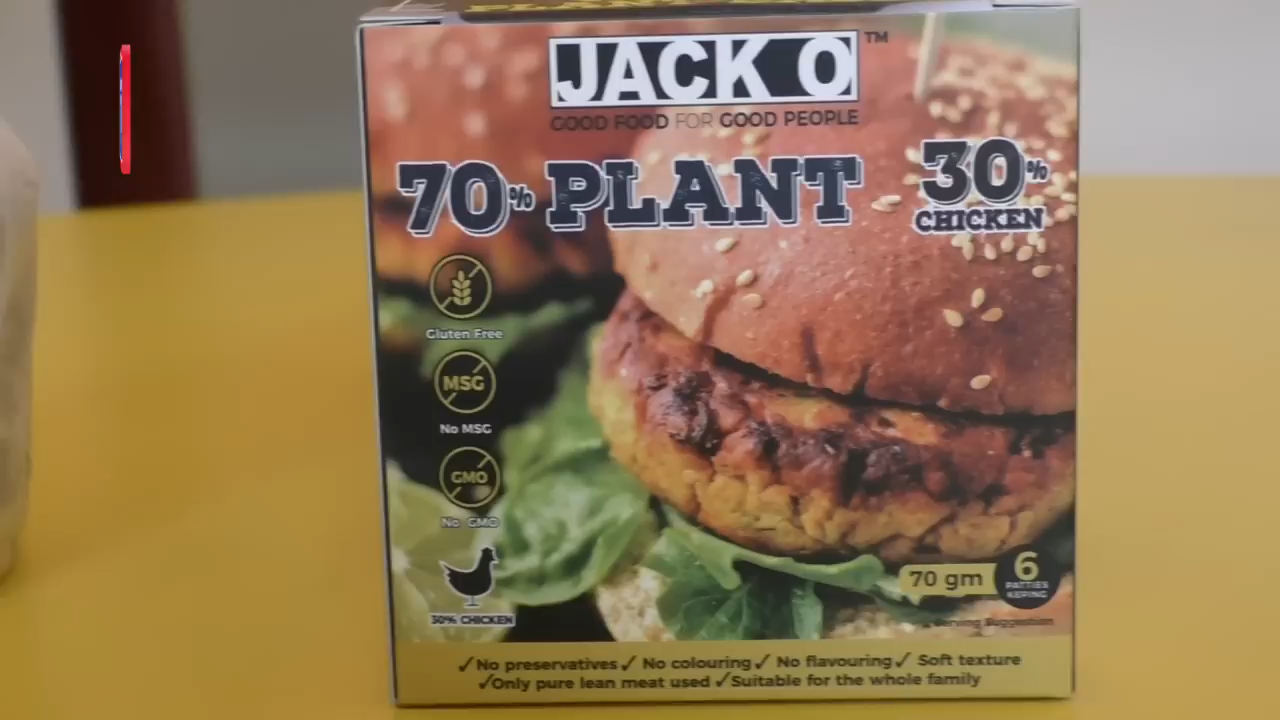 JACK O™
GOOD FOOD FOR GOOD PEOPLE
70% PLANT
30% CHICKEN
Gluten Free
MSG
No MSG
GMO
No GMO
30% CHICKEN
70 gm
6
PATTIES
KEPING
Serving Suggestion
✓No preservatives ✓ No colouring ✓ No flavouring ✓ Soft texture
✓Only pure lean meat used ✓Suitable for the whole family